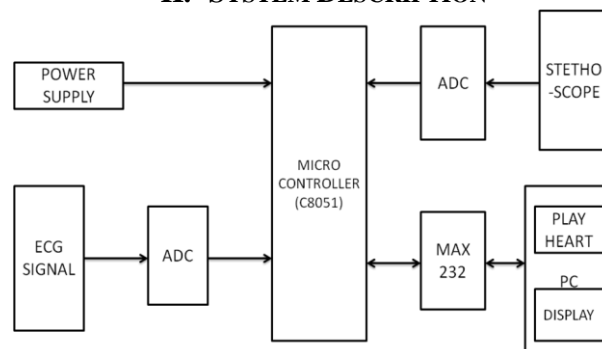 II. SYSTEM DESCRIPTION
POWER
SUPPLY
ECG
SIGNAL
ADC
MICRO
CONTROLLER
(C8051)
ADC
STETHO
-SCOPE
MAX
232
PLAY
HEART
PC
DISPLAY